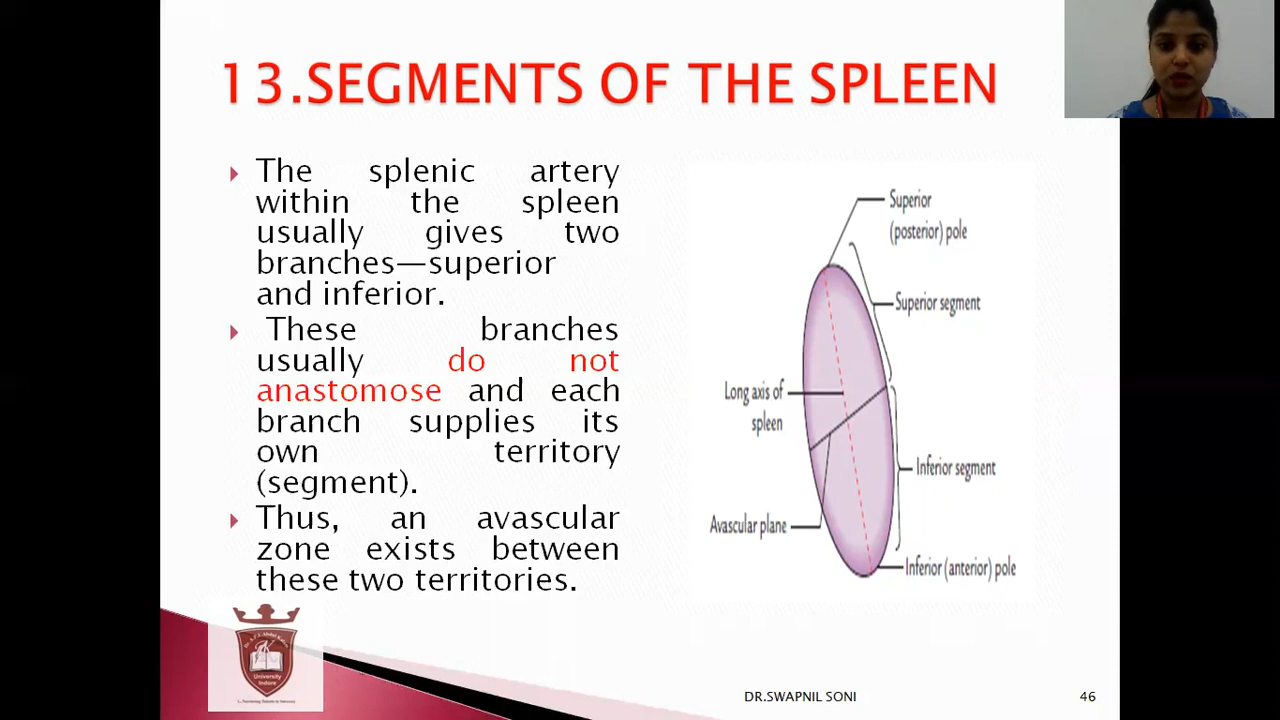 13.SEGMENTS OF THE SPLEEN
The splenic artery
within the spleen
usually gives two
branches—superior
and inferior.
These branches
usually do not
anastomose and each
branch supplies its
own territory
(segment).
Thus, an avascular
zone exists between
these two territories.
Superior
(posterior) pole
Superior segment
Long axis of
spleen
Inferior segment
Avascular plane
Inferior (anterior) pole
University
Indore
DR.SWAPNIL SONI
46